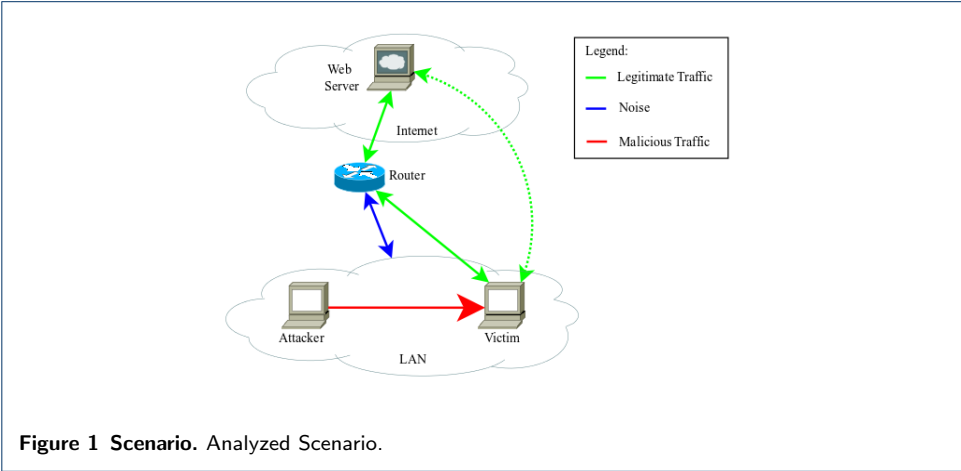 Web
Server
Internet
Router
Attacker
Victim
LAN
Legend:
Legitimate Traffic
Noise
Malicious Traffic
Figure 1 Scenario. Analyzed Scenario.